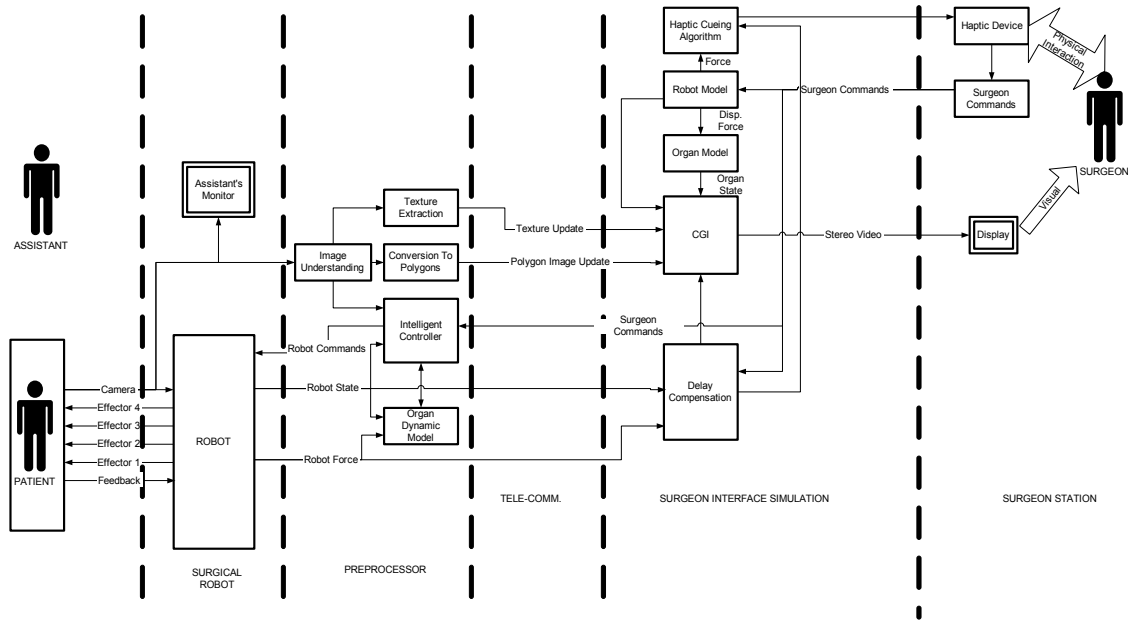 Haptic Cueing
Algorithm
Haptic Device
Physical
Interaction
Force
Robot Model
Surgeon Commands
Surgeon
Commands
Disp.
Force
Organ Model
Organ
State
SURGEON
ASSISTANT
Assistant's
Monitor
Texture
Extraction
Texture Update
CGI
Stereo Video
Display
Visual
Image
Understanding
Conversion To
Polygons
Polygon Image Update
Intelligent
Controller
Surgeon
Commands
Robot Commands
Camera
Robot State
Delay
Compensation
Effector 4
Effector 3
Effector 2
Effector 1
Feedback
ROBOT
Organ
Dynamic
Model
Robot Force
PATIENT
TELE-COMM.
SURGEON INTERFACE SIMULATION
SURGEON STATION
SURGICAL
ROBOT
PREPROCESSOR